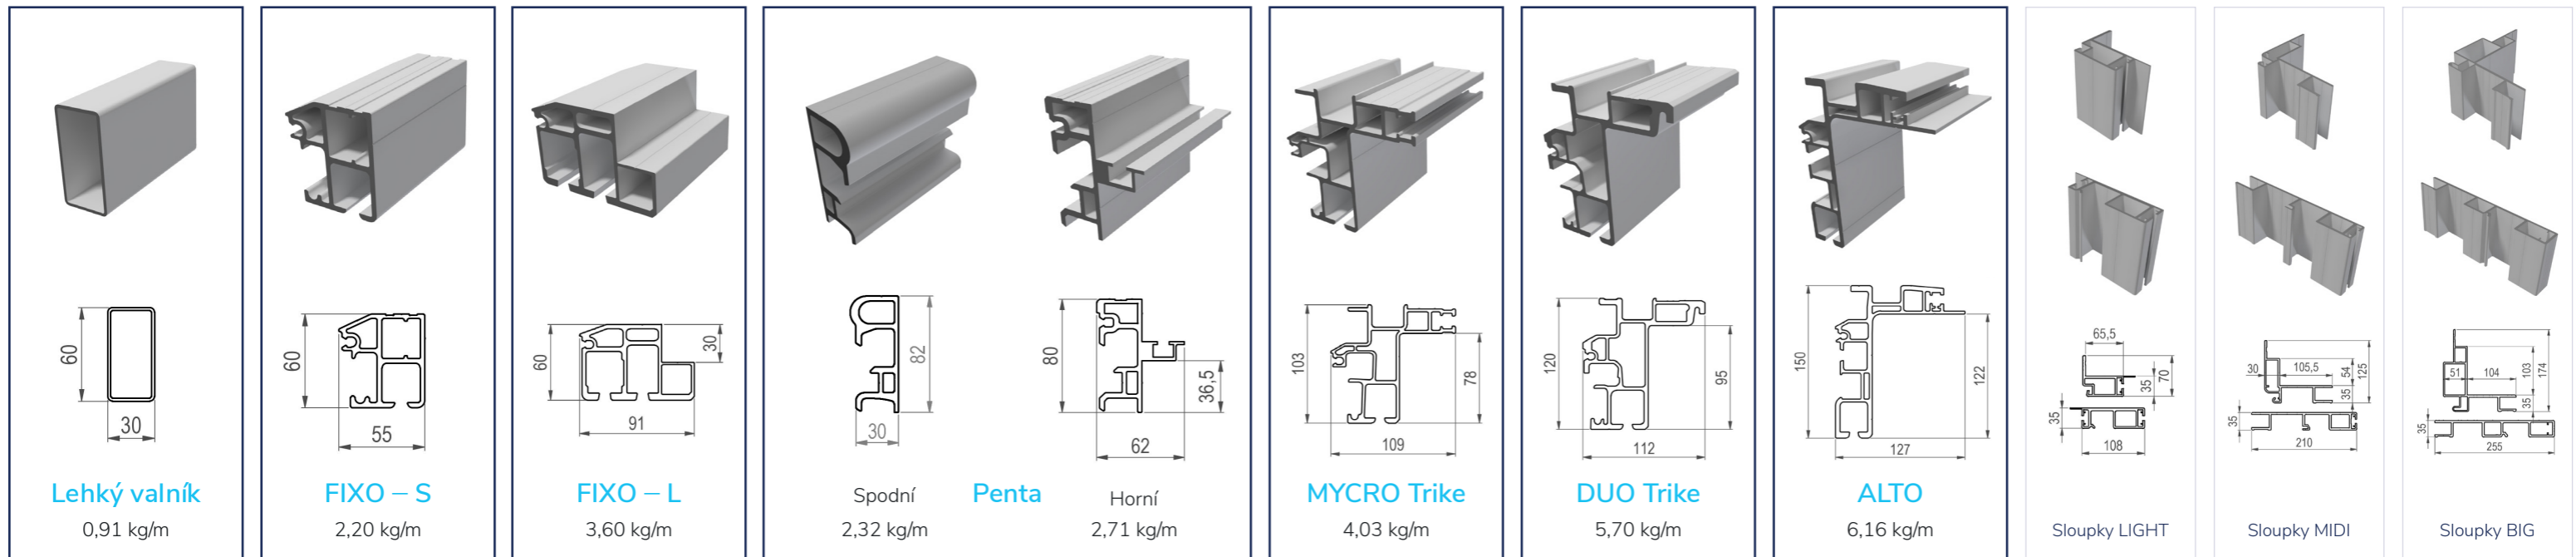 60
30
Lehký valník
0,91 kg/m
60
55
FIXO – S
2,20 kg/m
60
30
91
FIXO – L
3,60 kg/m
82
30
Spodní
2,32 kg/m
Penta
80
36,5
62
Horní
2,71 kg/m
103
78
109
MYCRO Trike
4,03 kg/m
120
95
112
DUO Trike
5,70 kg/m
150
122
127
ALTO
6,16 kg/m
65,5
35
70
35
108
Sloupky LIGHT
30
105,5
54
125
35
35
210
Sloupky MIDI
51
104
103
174
35
35
255
Sloupky BIG